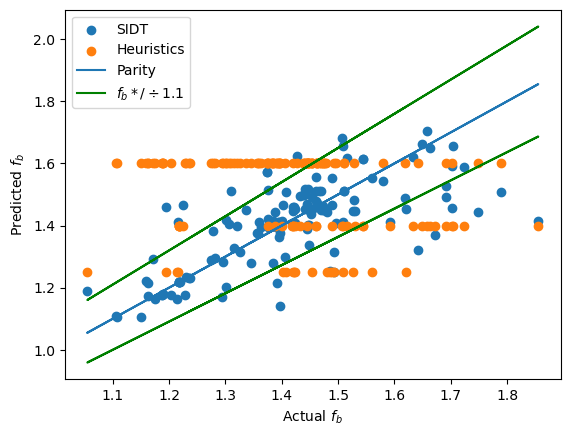 SIDT
Heuristics
Parity
f_b * / ÷ 1.1
Predicted f_b
2.0
1.8
1.6
1.4
1.2
1.0
1.1
1.2
1.3
1.4
1.5
1.6
1.7
1.8
Actual f_b